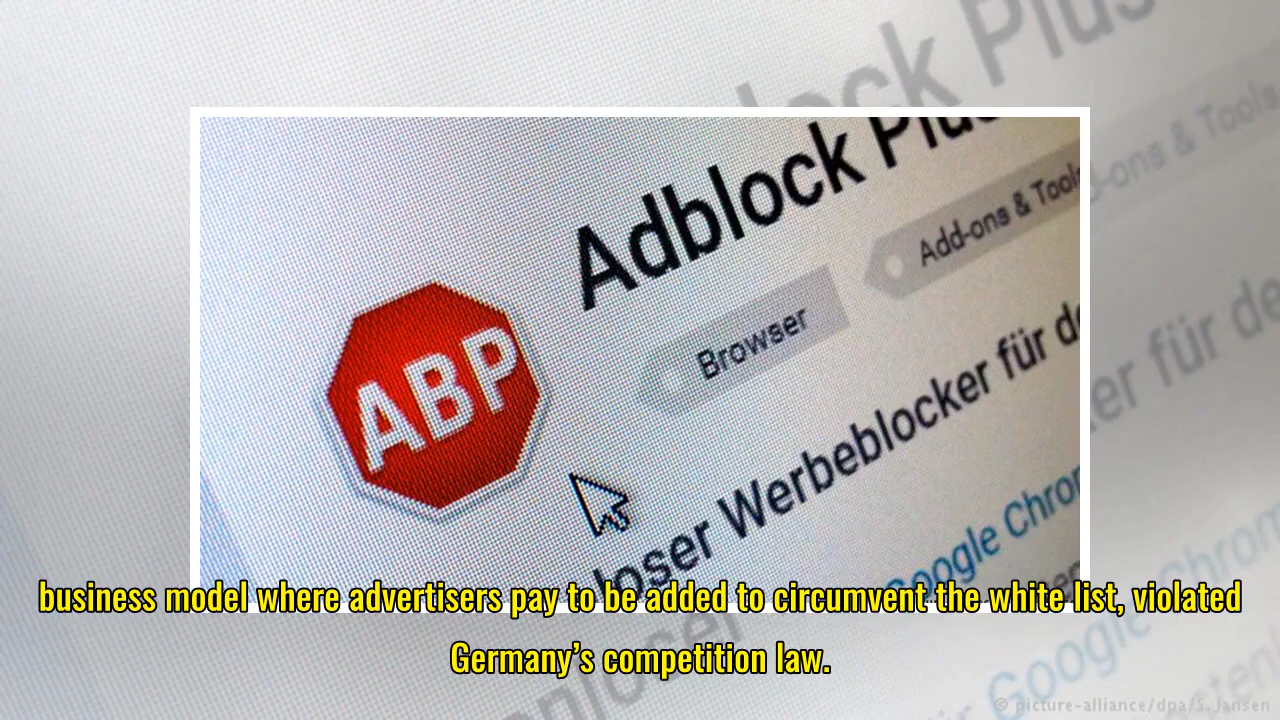 Adblock Plus
Add-ons & Tools
Browser
ABP
loser Werbeblocker für de
Google Chrom
business model where advertisers pay to be added to circumvent the white list, violated
Germany's competition law.
© picture-alliance/dpa/S. Jansen